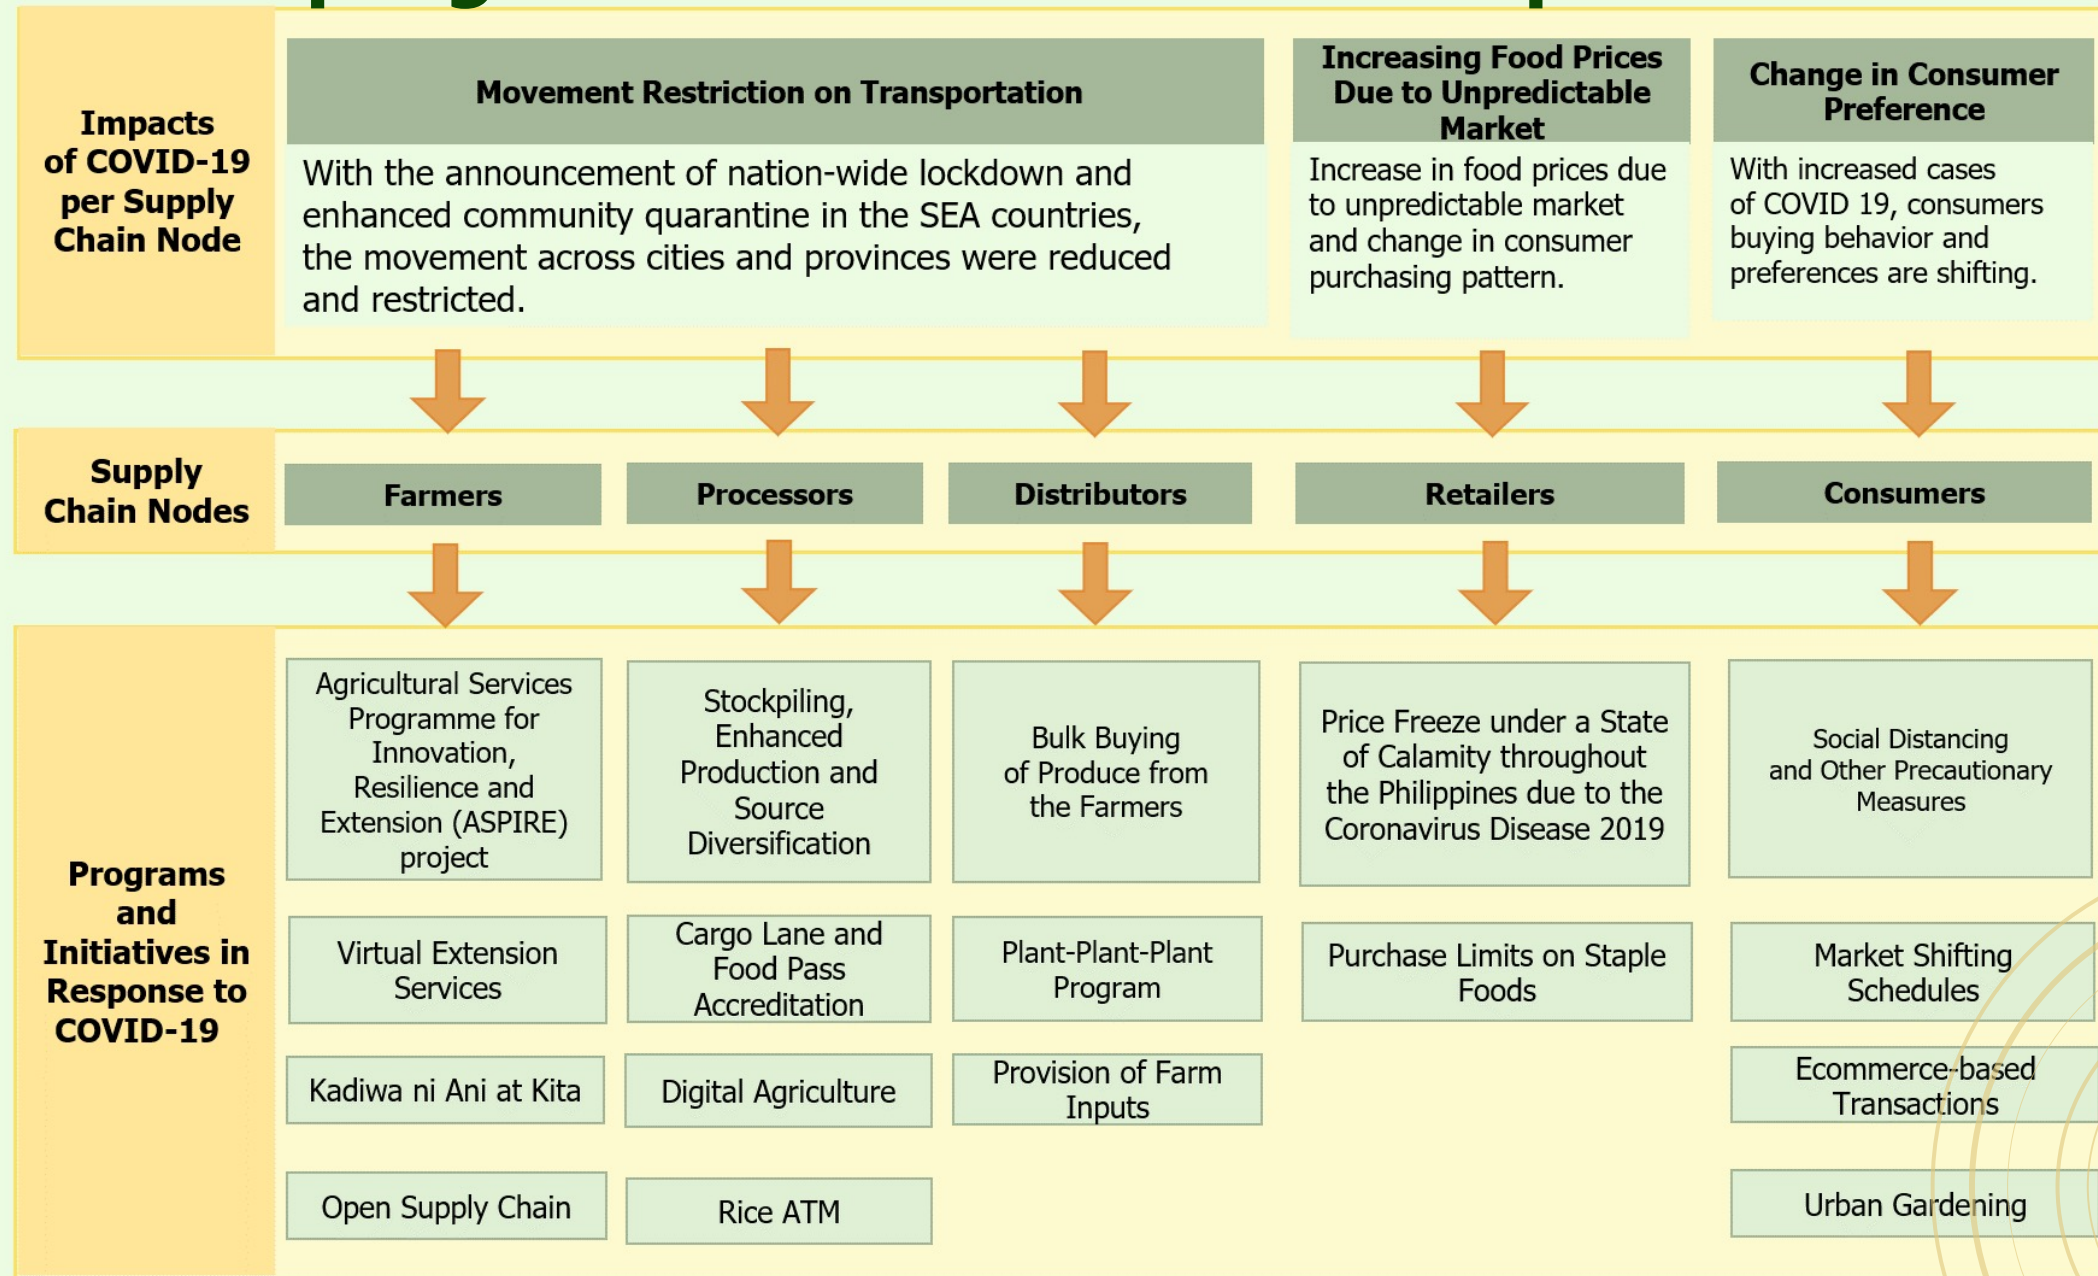 Impacts
of COVID-19
per Supply
Chain Node
Movement Restriction on Transportation
With the announcement of nation-wide lockdown and
enhanced community quarantine in the SEA countries,
the movement across cities and provinces were reduced
and restricted.
Increasing Food Prices
Due to Unpredictable
Market
Increase in food prices due
to unpredictable market
and change in consumer
purchasing pattern.
Change in Consumer
Preference
With increased cases
of COVID 19, consumers
buying behavior and
preferences are shifting.
Supply
Chain Nodes
Farmers
Processors
Distributors
Retailers
Consumers
Programs
and
Initiatives in
Response to
COVID-19
Agricultural Services
Programme for
Innovation,
Resilience and
Extension (ASPIRE)
project
Virtual Extension
Services
Kadiwa ni Ani at Kita
Open Supply Chain
Stockpiling,
Enhanced
Production and
Source
Diversification
Cargo Lane and
Food Pass
Accreditation
Digital Agriculture
Rice ATM
Bulk Buying
of Produce from
the Farmers
Plant-Plant-Plant
Program
Provision of Farm
Inputs
Price Freeze under a State
of Calamity throughout
the Philippines due to the
Coronavirus Disease 2019
Purchase Limits on Staple
Foods
Social Distancing
and Other Precautionary
Measures
Market Shifting
Schedules
Ecommerce-based
Transactions
Urban Gardening